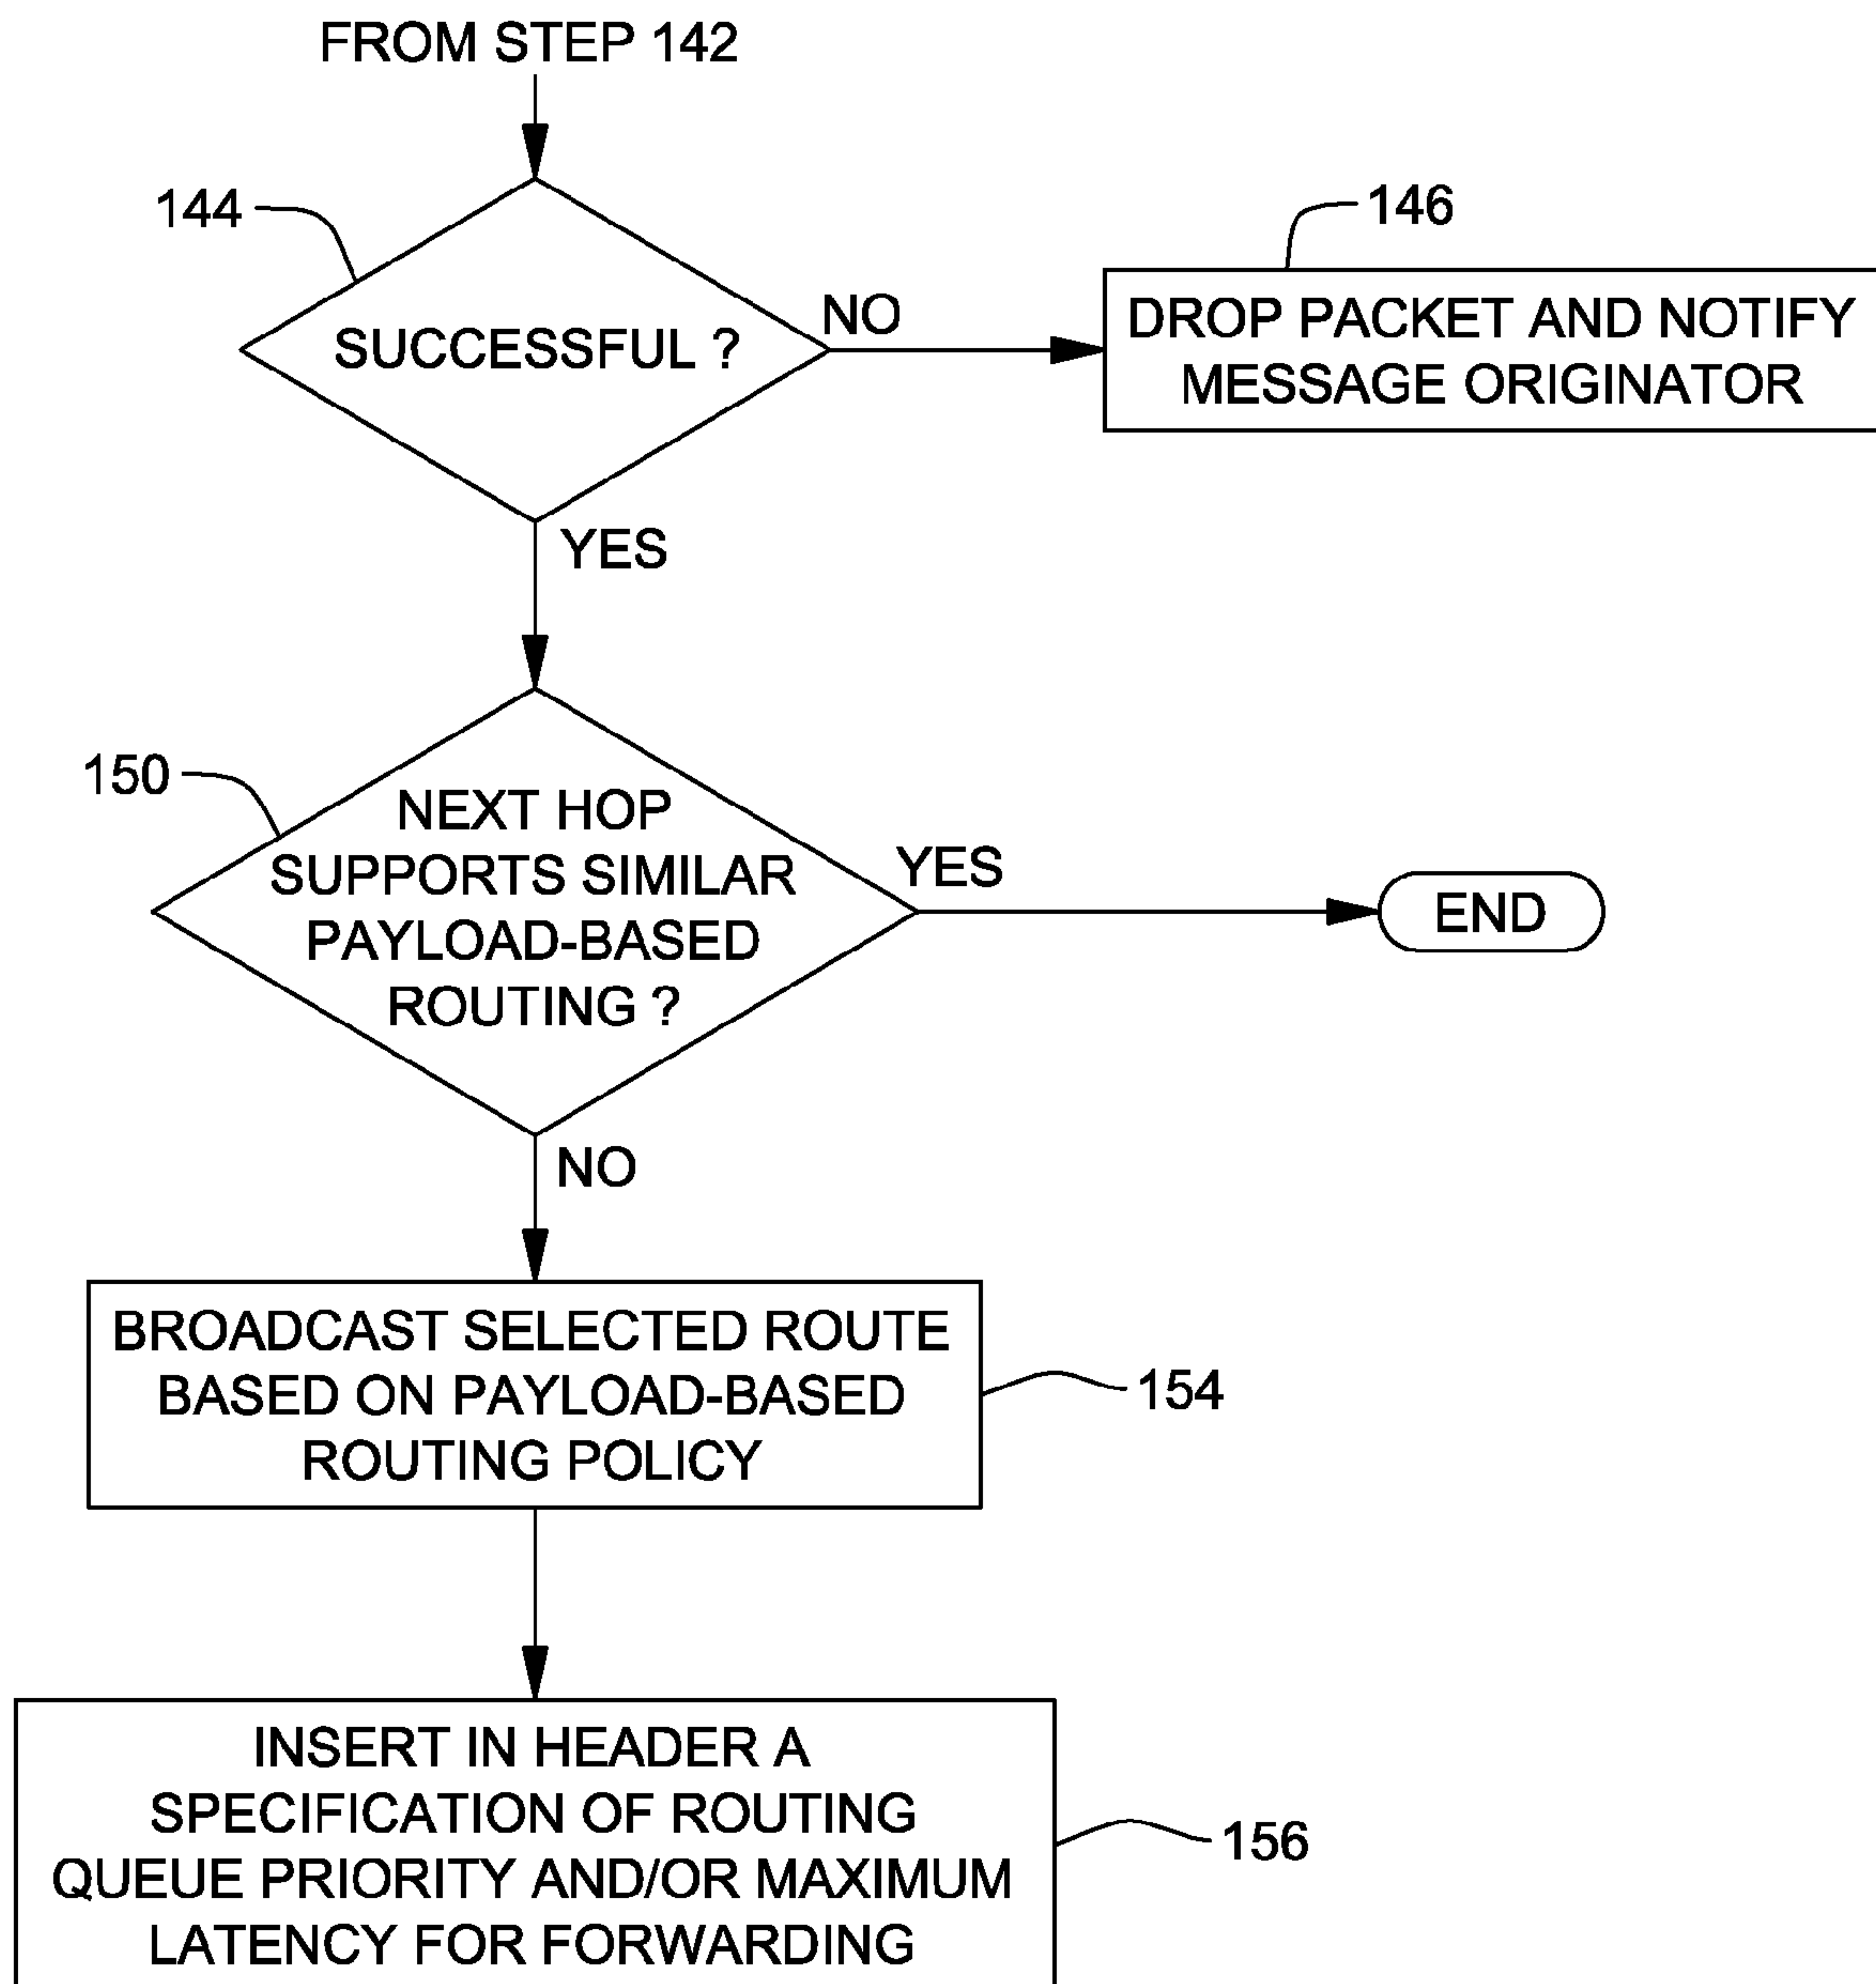 FROM STEP 142
144
SUCCESSFUL ?
NO
146
DROP PACKET AND NOTIFY
MESSAGE ORIGINATOR
YES
150
NEXT HOP
SUPPORTS SIMILAR
PAYLOAD-BASED
ROUTING ?
YES
END
NO
BROADCAST SELECTED ROUTE
BASED ON PAYLOAD-BASED
ROUTING POLICY
154
INSERT IN HEADER A
SPECIFICATION OF ROUTING
QUEUE PRIORITY AND/OR MAXIMUM
LATENCY FOR FORWARDING
156